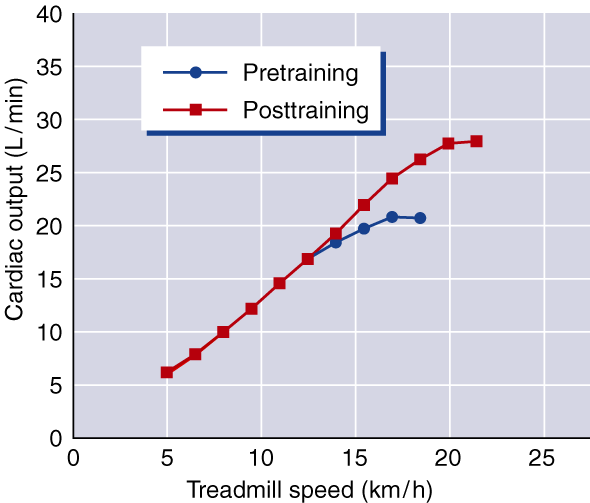 40
35
30
25
20
15
10
5
0
Cardiac output (L/min)
Pretraining
Posttraining
0 5 10 15 20 25
Treadmill speed (km/h)